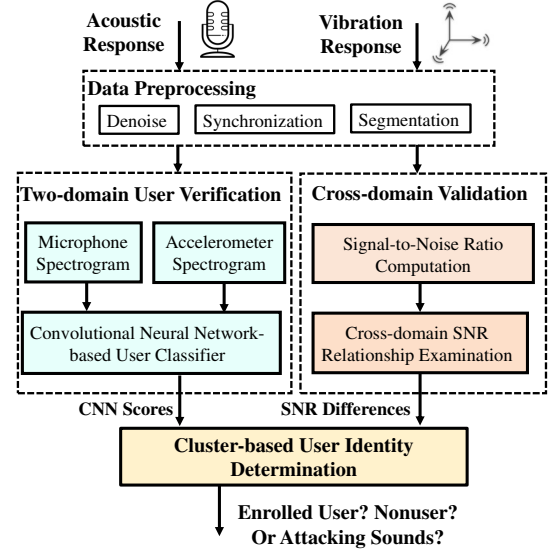 Acoustic
Response
Vibration
Response
Data Preprocessing
Denoise
Synchronization
Segmentation
Two-domain User Verification
Cross-domain Validation
Microphone
Spectrogram
Accelerometer
Spectrogram
Signal-to-Noise Ratio
Computation
Convolutional Neural Network-
based User Classifier
Cross-domain SNR
Relationship Examination
CNN Scores
SNR Differences
Cluster-based User Identity
Determination
Enrolled User? Nonuser?
Or Attacking Sounds?